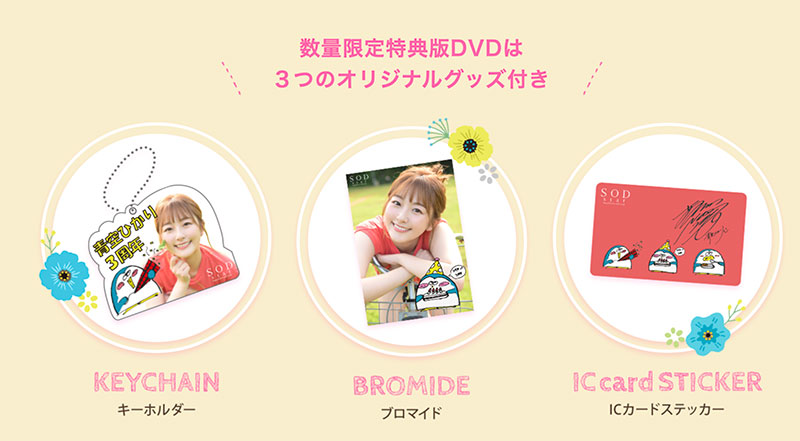 数量限定特典版DVDは
３つのオリジナルグッズ付き
青空ひかり
3周年
SOD
SOD
SOD
STAR
KEYCHAIN
キーホルダー
BROMIDE
ブロマイド
IC card STICKER
ICカードステッカー